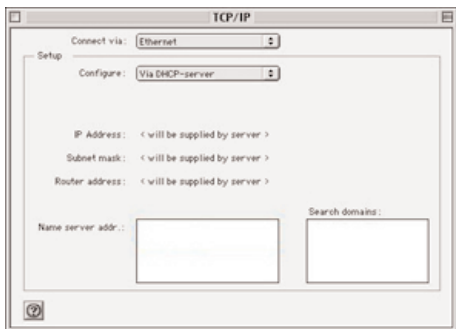 TCP/IP
Connect via: Ethernet
Setup
Configure: Via DHCP-server
IP Address: < will be supplied by server >
Subnet mask: < will be supplied by server >
Router address: < will be supplied by server >
Search domains:
Name server addr.:
?